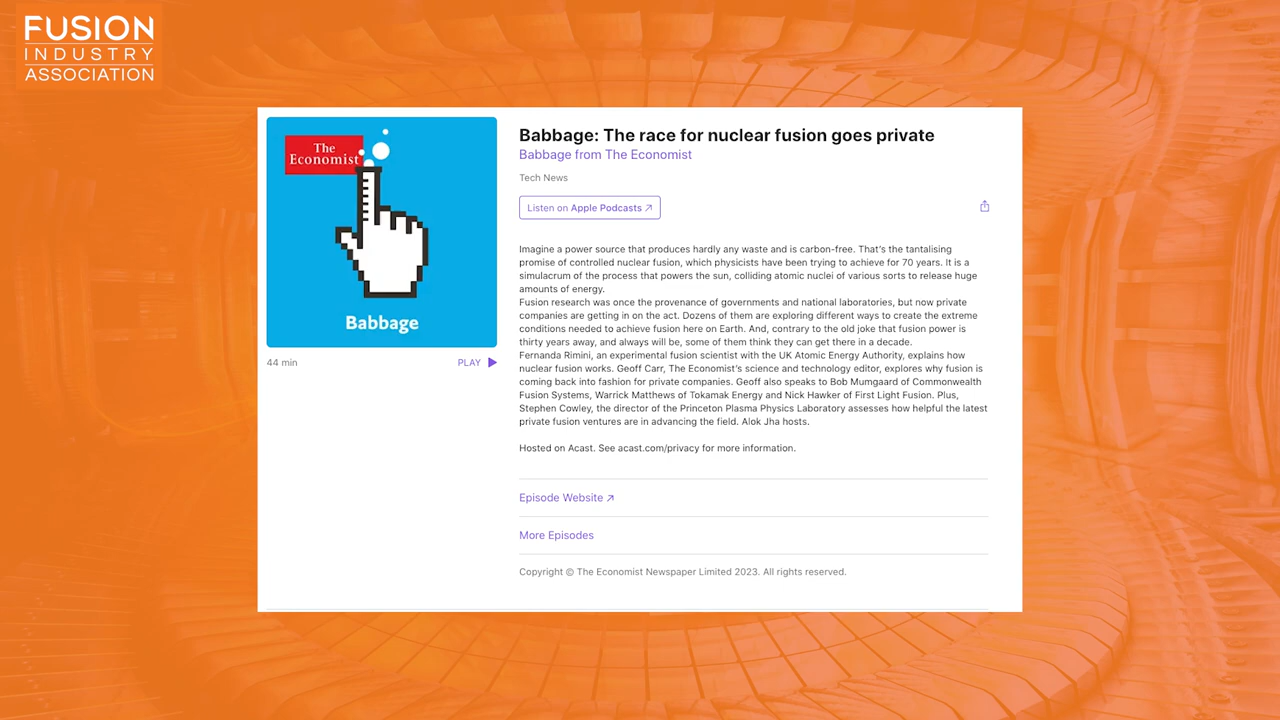 FUSION
INDUSTRY
ASSOCIATION
The
Economist
Babbage
44 min
PLAY
Babbage: The race for nuclear fusion goes private
Babbage from The Economist
Tech News
Listen on Apple Podcasts ↗
Imagine a power source that produces hardly any waste and is carbon-free. That's the tantalising
promise of controlled nuclear fusion, which physicists have been trying to achieve for 70 years. It is a
simulacrum of the process that powers the sun, colliding atomic nuclei of various sorts to release huge
amounts of energy.
Fusion research was once the provenance of governments and national laboratories, but now private
companies are getting in on the act. Dozens of them are exploring different ways to create the extreme
conditions needed to achieve fusion here on Earth. And, contrary to the old joke that fusion power is
thirty years away, and always will be, some of them think they can get there in a decade.
Fernanda Rimini, an experimental fusion scientist with the UK Atomic Energy Authority, explains how
nuclear fusion works. Geoff Carr, The Economist's science and technology editor, explores why fusion is
coming back into fashion for private companies. Geoff also speaks to Bob Mumgaard of Commonwealth
Fusion Systems, Warrick Matthews of Tokamak Energy and Nick Hawker of First Light Fusion. Plus,
Stephen Cowley, the director of the Princeton Plasma Physics Laboratory assesses how helpful the latest
private fusion ventures are in advancing the field. Alok Jha hosts.
Hosted on Acast. See acast.com/privacy for more information.
Episode Website ↗
More Episodes
Copyright © The Economist Newspaper Limited 2023. All rights reserved.